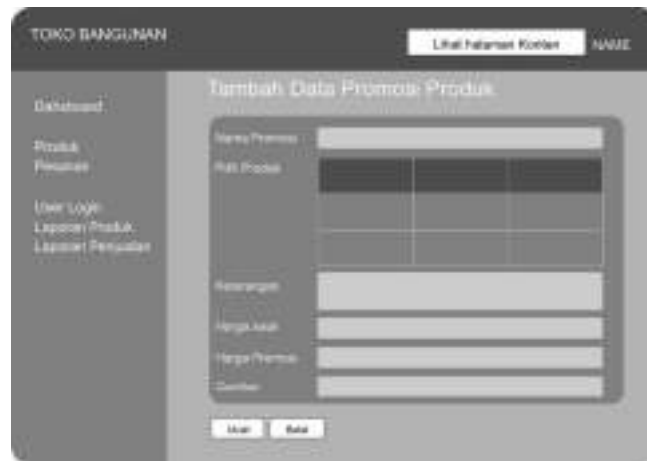 TOKO BANGUNAN
Lihat halaman Konten
NAME
Tambah Data Promosi Produk
Dahsboard
Nama Promosi
Produk
Pesanan
Pilih Produk
User Login
Laporan Produk
Laporan Penjualan
Keterangan
Harga Awal
Harga Promosi
Gambar
Batal